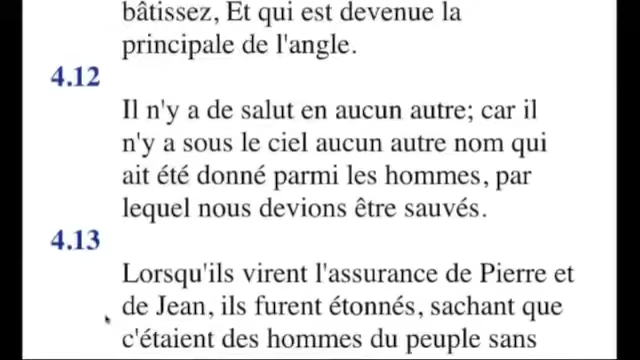 bâtissez, Et qui est devenue la
principale de l'angle.
4.12
Il n'y a de salut en aucun autre; car il
n'y a sous le ciel aucun autre nom qui
ait été donné parmi les hommes, par
lequel nous devions être sauvés.
4.13
Lorsqu'ils virent l'assurance de Pierre et
de Jean, ils furent étonnés, sachant que
c'étaient des hommes du peuple sans